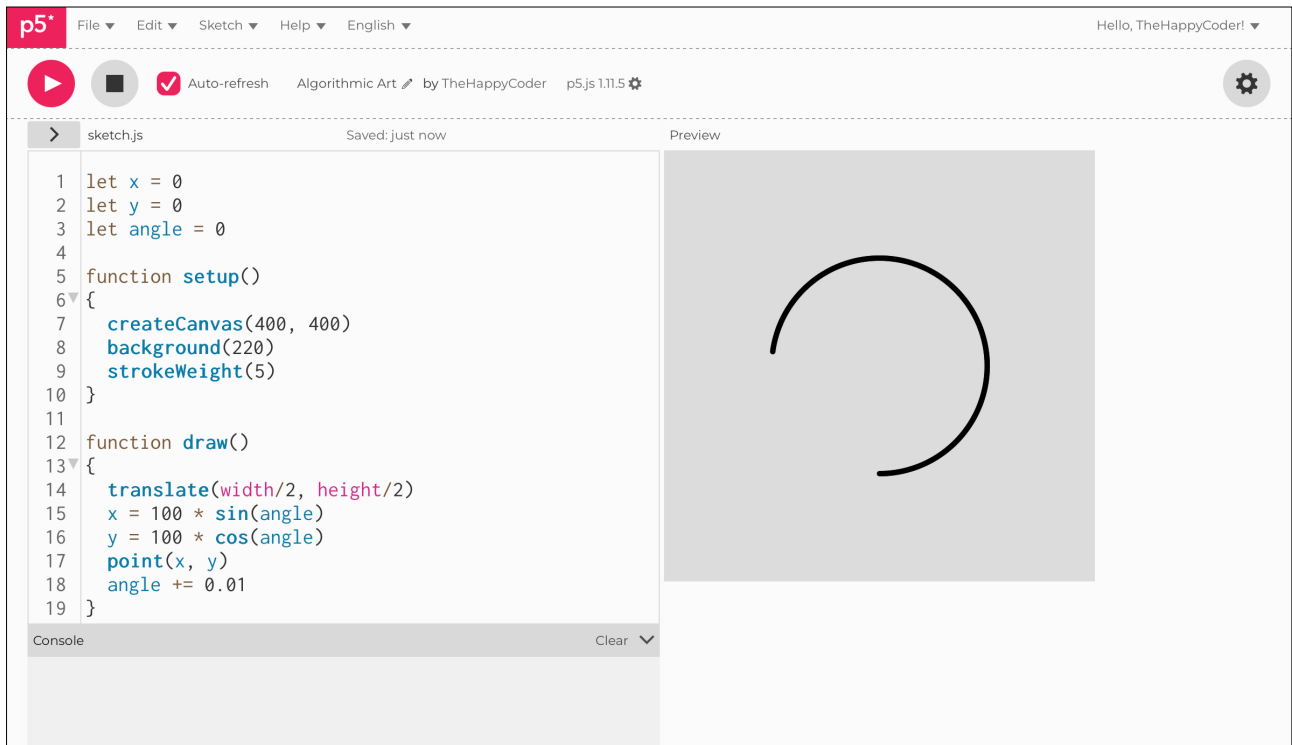 p5* File Edit Sketch Help English Hello, TheHappyCoder!
Auto-refresh Algorithmic Art by TheHappyCoder p5.js 1.11.5
> sketch.js Saved: just now Preview
1 let x = 0
2 let y = 0
3 let angle = 0
4
5 function setup()
6 {
7   createCanvas(400, 400)
8   background(220)
9   strokeWeight(5)
10 }
11
12 function draw()
13 {
14   translate(width/2, height/2)
15   x = 100 * sin(angle)
16   y = 100 * cos(angle)
17   point(x, y)
18   angle += 0.01
19 }
Console Clear